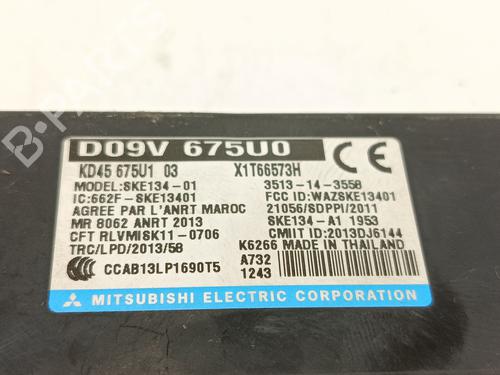 D09V 675U0
KD45 675U1 03 X1T66573H
MODEL:SKE134-01 3513-14-3558
IC:662F-SKE13401 FCC ID:WAZSKE13401
AGREE PAR L'ANRT MAROC 21056/SDPPI/2011
MR 8062 ANRT 2013 SKE134-A1 1953
CFT RLVMISK11-0706 CMIIT ID:2013DJ6144
TRC/LPD/2013/58 K6266 MADE IN THAILAND
CCC CCAB13LP1690T5 A732
1243
CE
MITSUBISHI ELECTRIC CORPORATION
B-PARTS